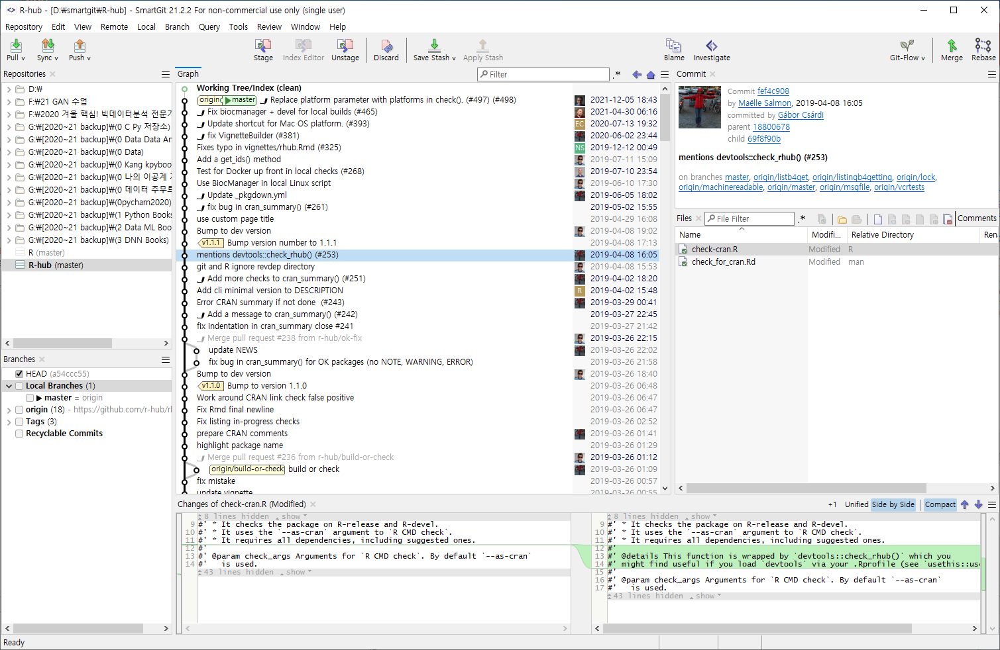 R-hub - [D:₩smartgit₩R-hub] - SmartGit 21.2.2 For non-commercial use only (single user)
Repository Edit View Remote Local Branch Query Tools Review Window Help
Pull Sync Push Stage Index Editor Unstage Discard Save Stash Apply Stash Blame Investigate Git-Flow Merge Rebase
Repositories
D:₩
F:₩21 GAN 수업
F:₩2020 겨울 핵심! 빅데이터분석 전문가
G:₩[2020~21 backup]₩(0 C Py 저장소)
G:₩[2020~21 backup]₩(0 Data Data An
G:₩[2020~21 backup]₩(0 Data)
G:₩[2020~21 backup]₩(0 Kang kpyboo
G:₩[2020~21 backup]₩(0 나의 이공계
G:₩[2020~21 backup]₩(0 데이터 주무르
G:₩[2020~21 backup]₩(0pycharn2020)
G:₩[2020~21 backup]₩(1 Python Books
G:₩[2020~21 backup]₩(2 Data ML Boo
G:₩[2020~21 backup]₩(3 DNN Books)
R (master)
R-hub (master)
Branches
HEAD (a54ccc55)
Local Branches (1)
master = origin
origin (18) - https://github.com/r-hub/rl
Tags (3)
Recyclable Commits
Graph
Filter
.*
Working Tree/Index (clean)
origin/ master Replace platform parameter with platforms in check(). (#497) (#498) 2021-12-05 18:43
Fix biocmanager + devel for local builds (#465) 2021-04-30 06:16
Update shortcut for Mac OS platform. (#393) EC 2020-07-13 19:32
fix VignetteBuilder (#381) 2020-06-02 23:44
Fixes typo in vignettes/rhub.Rmd (#325) NS 2019-12-12 00:49
Add a get_ids() method 2019-07-11 15:09
Test for Docker up front in local checks (#268) 2019-07-10 23:54
Use BiocManager in local Linux script 2019-06-10 17:30
Update _pkgdown.yml 2019-06-05 18:02
fix bug in cran_summary() (#261) 2019-05-02 15:55
use custom page title 2019-04-29 16:08
Bump to dev version 2019-04-08 19:02
v1.1.1 Bump version number to 1.1.1 2019-04-08 17:13
mentions devtools::check_rhub() (#253) 2019-04-08 16:05
git and R ignore revdep directory 2019-04-08 15:53
Add more checks to cran_summary() (#251) 2019-04-02 18:20
Add cli minimal version to DESCRIPTION R 2019-04-02 15:48
Error CRAN summary if not done (#243) 2019-03-29 00:41
Add a message to cran_summary() (#242) 2019-03-27 22:45
fix indentation in cran_summary close #241 2019-03-27 21:42
Merge pull request #238 from r-hub/ok-fix 2019-03-26 22:15
update NEWS 2019-03-26 22:02
fix bug in cran_summary() for OK packages (no NOTE, WARNING, ERROR) 2019-03-26 21:58
Bump to dev version 2019-03-26 18:40
v1.1.0 Bump to version 1.1.0 2019-03-26 06:48
Work around CRAN link check false positive 2019-03-26 06:47
Fix Rmd final newline 2019-03-26 06:47
Fix listing in-progress checks 2019-03-26 02:52
prepare CRAN comments 2019-03-26 01:41
highlight package name 2019-03-26 01:29
Merge pull request #236 from r-hub/build-or-check 2019-03-26 01:12
origin/build-or-check build or check 2019-03-26 01:09
fix mistake 2019-03-26 00:57
update vignette 2019-03-26 00:55
Commit
Commit fef4c908
by Maëlle Salmon, 2019-04-08 16:05
committed by Gábor Csárdi
parent 18800678
child 69f8f90b
mentions devtools::check_rhub() (#253)
on branches master, origin/listb4get, origin/listingb4getting, origin/lock,
origin/machinereadable, origin/master, origin/msgfile, origin/vcrtests
Files File Filter .* Comments
Name Modifi... Relative Directory Ren
check-cran.R Modified R
check_for_cran.Rd Modified man
Changes of check-cran.R (Modified) +1 Unified Side by Side Compact
8 lines hidden show
9 #' * It checks the package on R-release and R-devel.
10 #' * It uses the `--as-cran` argument to `R CMD check`.
11 #' * It requires all dependencies, including suggested ones.
12 #'
13 #' @param check_args Arguments for `R CMD check`. By default `--as-cran`
14 #' is used.
43 lines hidden show
8 lines hidden show
9 #' * It checks the package on R-release and R-devel.
10 #' * It uses the `--as-cran` argument to `R CMD check`.
11 #' * It requires all dependencies, including suggested ones.
12 #'
13 #' @details This function is wrapped by `devtools::check_rhub()` which you
14 #' might find useful if you load `devtools` via your .Rprofile (see `usethis::use
15 #'
16 #' @param check_args Arguments for `R CMD check`. By default `--as-cran`
17 #' is used.
43 lines hidden show
Ready